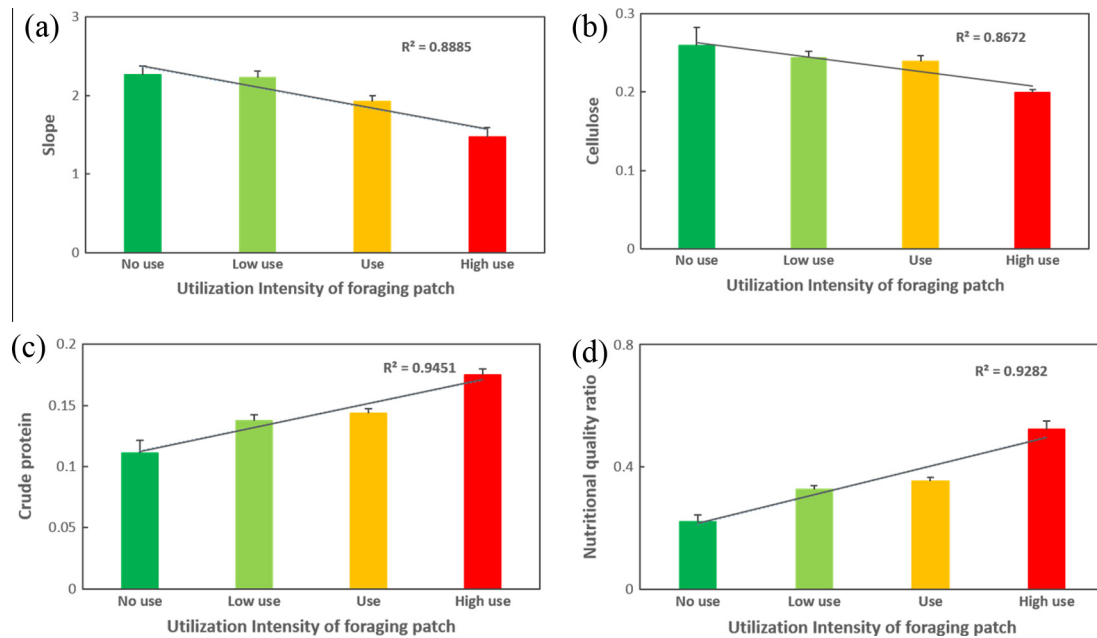 (a)
R² = 0.8885
3
2
1
0
Slope
No use Low use Use High use
Utilization Intensity of foraging patch
(b)
R² = 0.8672
0.3
0.2
0.1
0
Cellulose
No use Low use Use High use
Utilization Intensity of foraging patch
(c)
R² = 0.9451
0.2
0.15
0.1
0.05
0
Crude protein
No use Low use Use High use
Utilization Intensity of foraging patch
(d)
R² = 0.9282
0.8
0.4
0
Nutritional quality ratio
No use Low use Use High use
Utilization Intensity of foraging patch